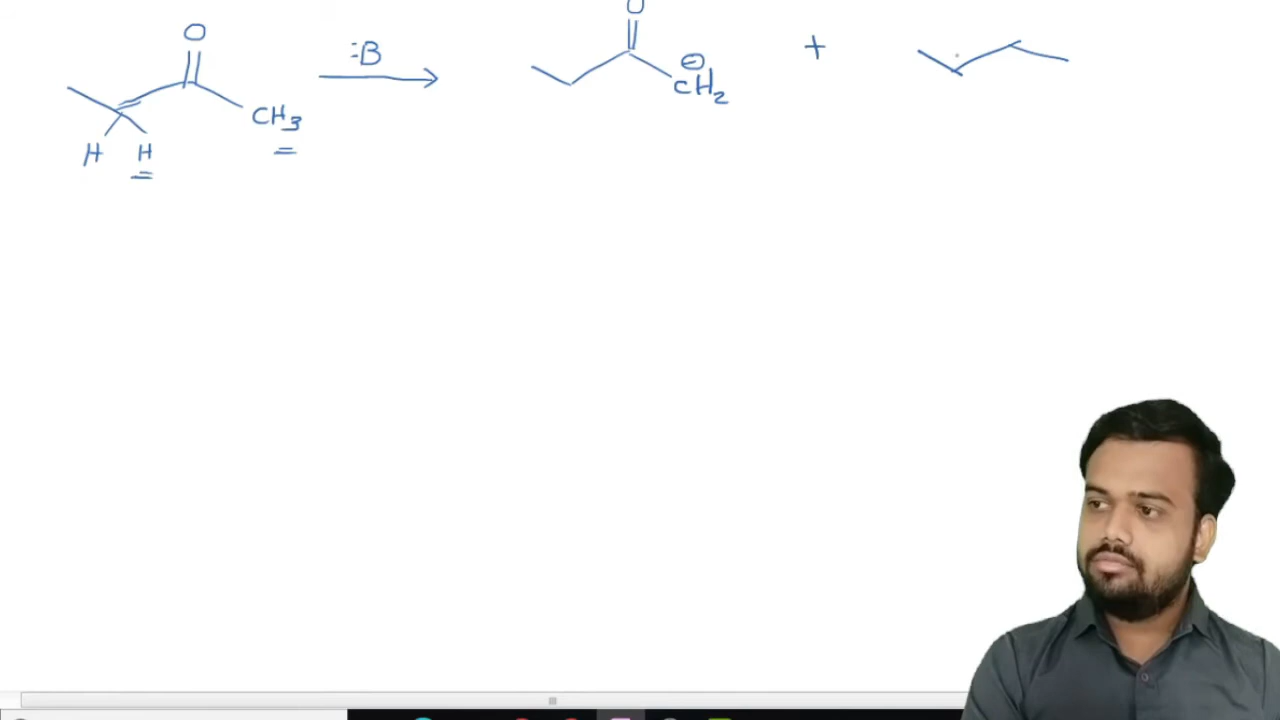 O
CH₃
H H
:B
O
⊖
CH₂
+